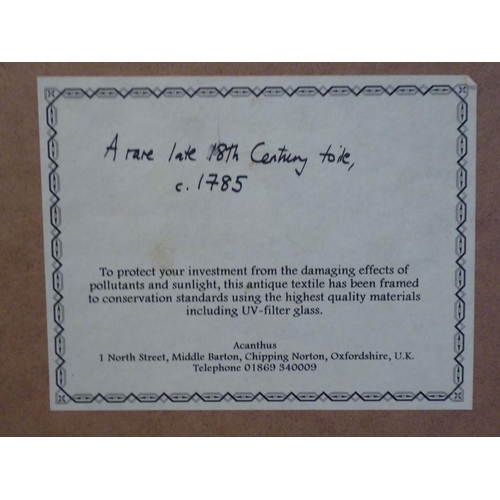 A rare late 18th Century toile,
c. 1785
To protect your investment from the damaging effects of
pollutants and sunlight, this antique textile has been framed
to conservation standards using the highest quality materials
including UV-filter glass.
Acanthus
1 North Street, Middle Barton, Chipping Norton, Oxfordshire, U.K.
Telephone 01869 340009